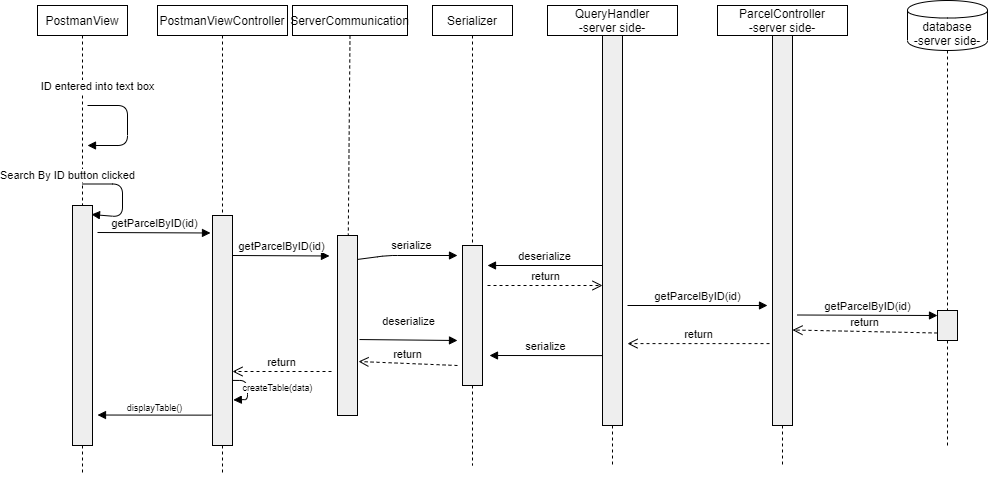 PostmanView
PostmanViewController
ServerCommunication
Serializer
QueryHandler
-server side-
ParcelController
-server side-
database
-server side-
ID entered into text box
Search By ID button clicked
getParcelByID(id)
getParcelByID(id)
serialize
deserialize
return
getParcelByID(id)
getParcelByID(id)
return
deserialize
return
serialize
return
return
createTable(data)
displayTable()